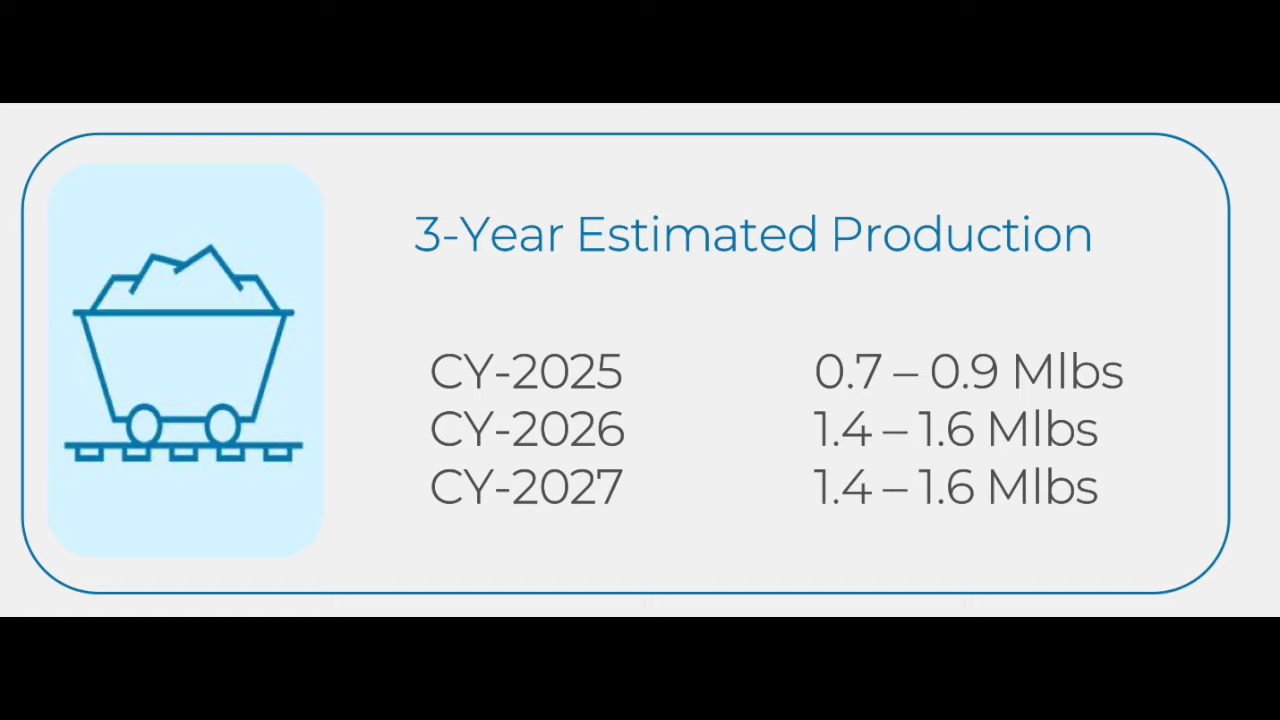 3-Year Estimated Production
CY-2025 0.7 – 0.9 Mlbs
CY-2026 1.4 – 1.6 Mlbs
CY-2027 1.4 – 1.6 Mlbs